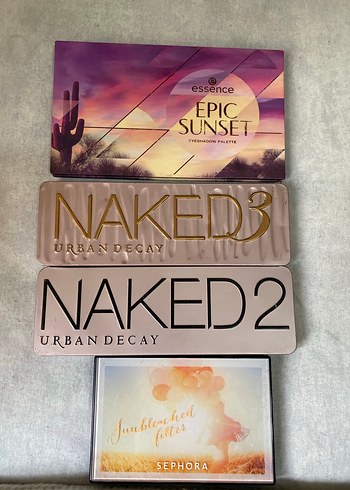 essence
EPIC
SUNSET
EYESHADOW PALETTE
NAKED3
URBAN DECAY
NAKED2
URBAN DECAY
Sunbleached
filter
SEPHORA